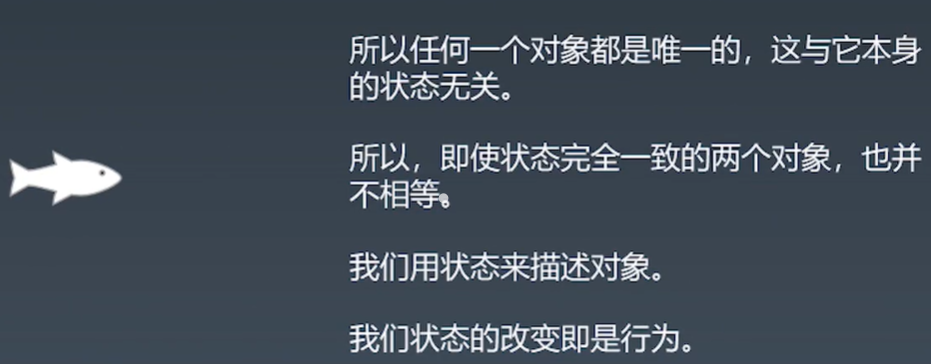 所以任何一个对象都是唯一的，这与它本身
的状态无关。
所以，即使状态完全一致的两个对象，也并
不相等。
我们用状态来描述对象。
我们状态的改变即是行为。